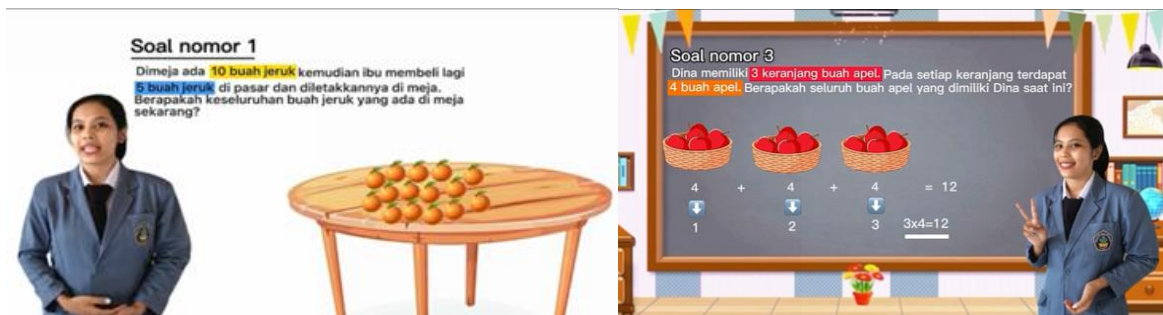 Soal nomor 1
Dimeja ada 10 buah jeruk kemudian ibu membeli lagi
5 buah jeruk di pasar dan diletakkannya di meja.
Berapakah keseluruhan buah jeruk yang ada di meja
sekarang?
Soal nomor 3
Dina memiliki 3 keranjang buah apel. Pada setiap keranjang terdapat
4 buah apel. Berapakah seluruh buah apel yang dimiliki Dina saat ini?
4 + 4 + 4 = 12
1 2 3 3x4=12